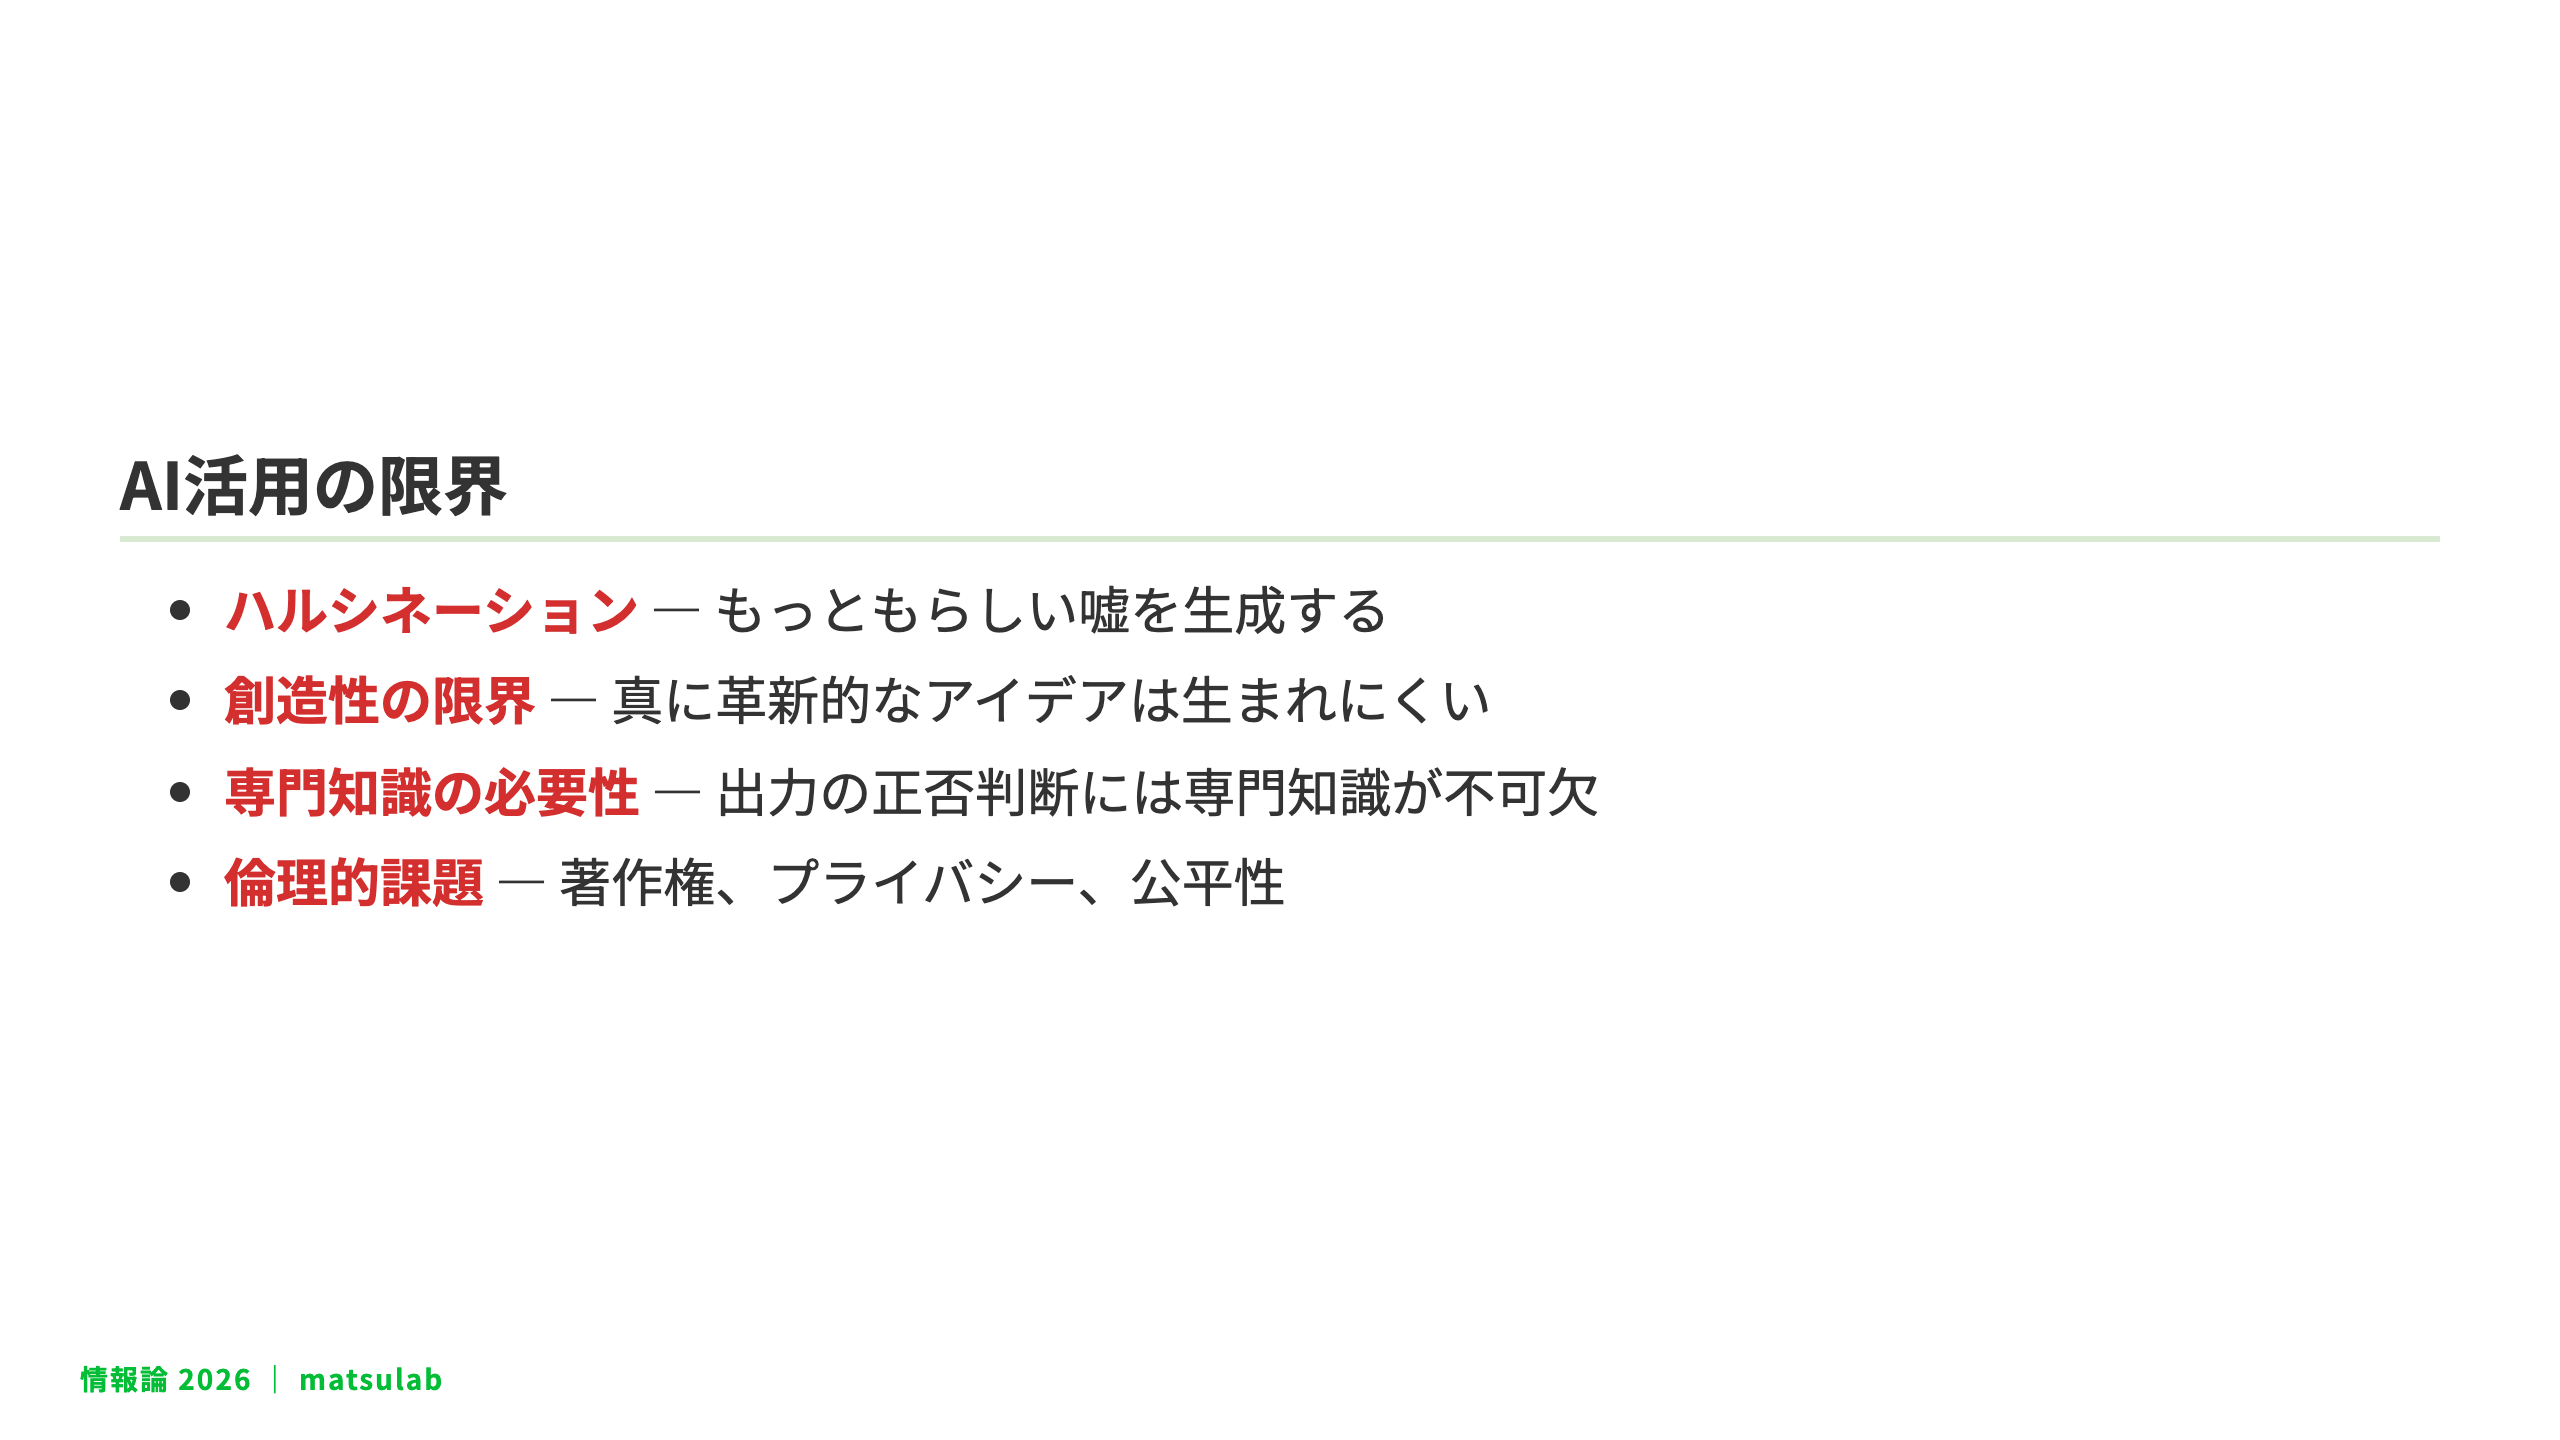 AI活用の限界
• ハルシネーション — もっともらしい嘘を生成する
• 創造性の限界 — 真に革新的なアイデアは生まれにくい
• 専門知識の必要性 — 出力の正否判断には専門知識が不可欠
• 倫理的課題 — 著作権、プライバシー、公平性
情報論 2026 ｜ matsulab